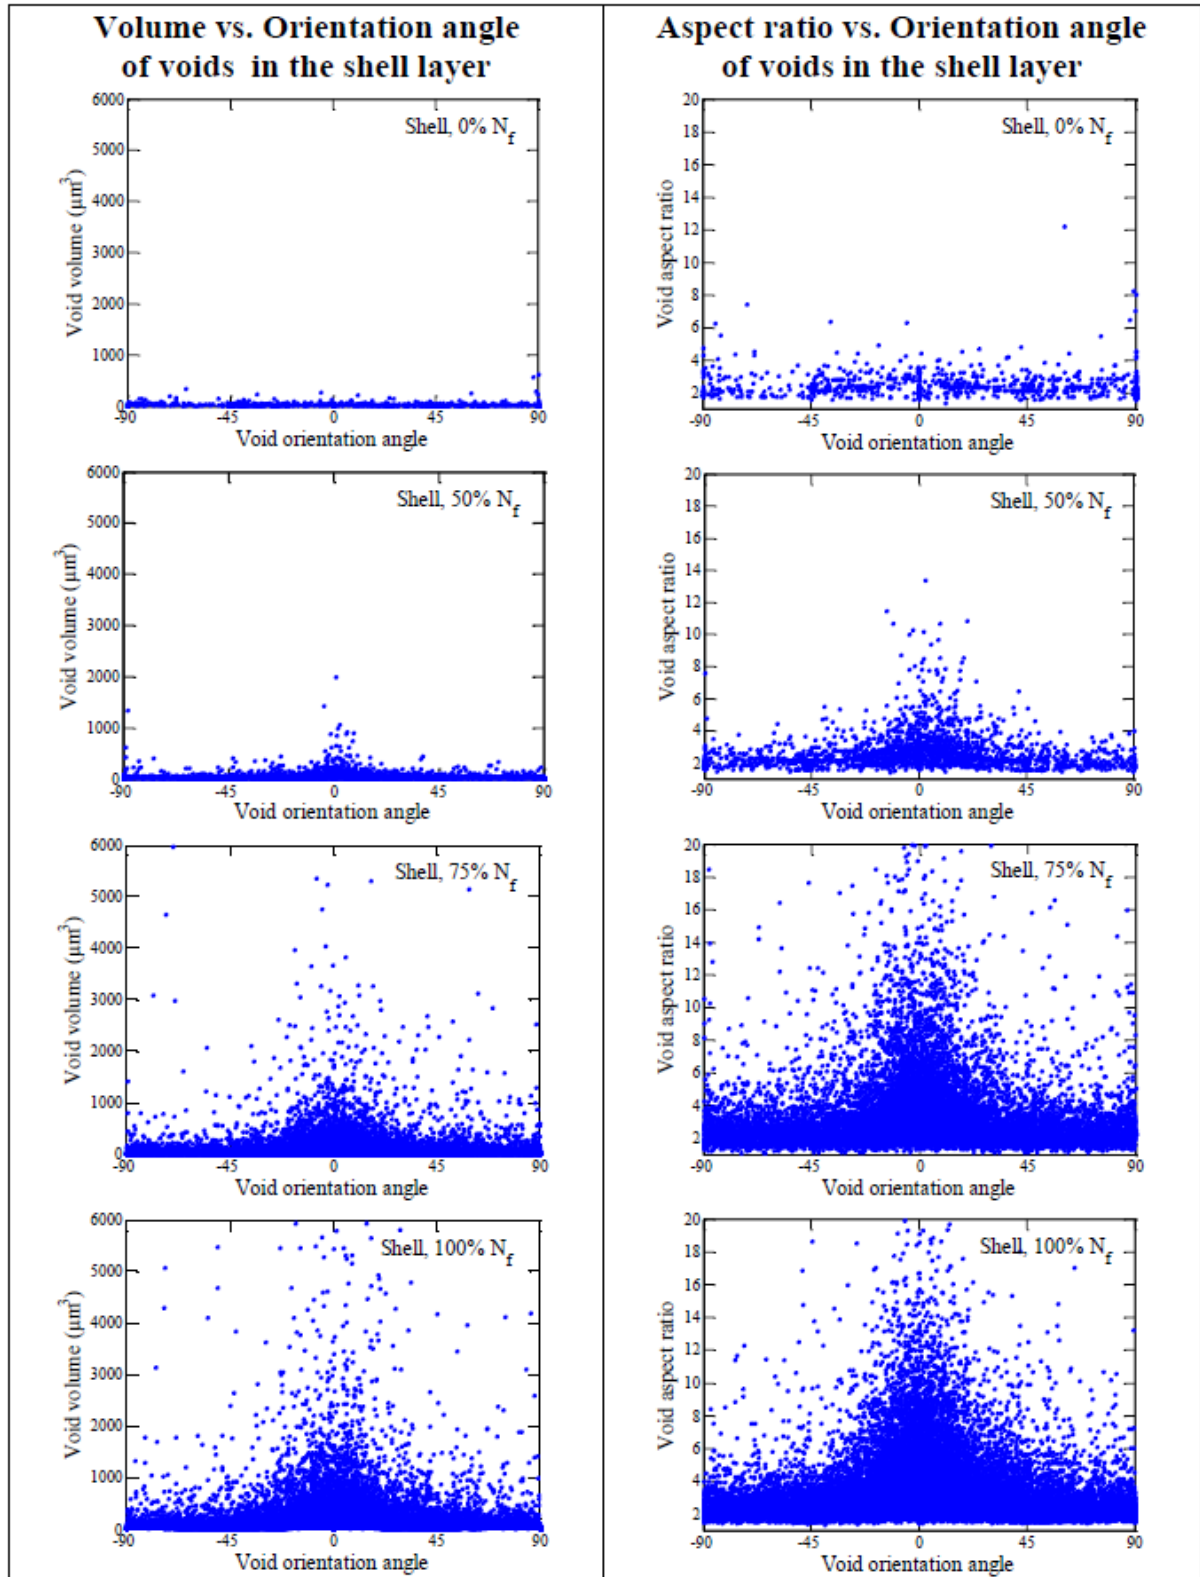 Volume vs. Orientation angle
of voids in the shell layer
6000
5000
4000
3000
2000
1000
0
Void volume (μm³)
Shell, 0% Nf
-90 -45 0 45 90
Void orientation angle
6000
5000
4000
3000
2000
1000
0
Void volume (μm³)
Shell, 50% Nf
-90 -45 0 45 90
Void orientation angle
6000
5000
4000
3000
2000
1000
0
Void volume (μm³)
Shell, 75% Nf
-90 -45 0 45 90
Void orientation angle
6000
5000
4000
3000
2000
1000
0
Void volume (μm³)
Shell, 100% Nf
-90 -45 0 45 90
Void orientation angle
Aspect ratio vs. Orientation angle
of voids in the shell layer
20
18
16
14
12
10
8
6
4
2
Void aspect ratio
Shell, 0% Nf
-90 -45 0 45 90
Void orientation angle
20
18
16
14
12
10
8
6
4
2
Void aspect ratio
Shell, 50% Nf
-90 -45 0 45 90
Void orientation angle
20
18
16
14
12
10
8
6
4
2
Void aspect ratio
Shell, 75% Nf
-90 -45 0 45 90
Void orientation angle
20
18
16
14
12
10
8
6
4
2
Void aspect ratio
Shell, 100% Nf
-90 -45 0 45 90
Void orientation angle